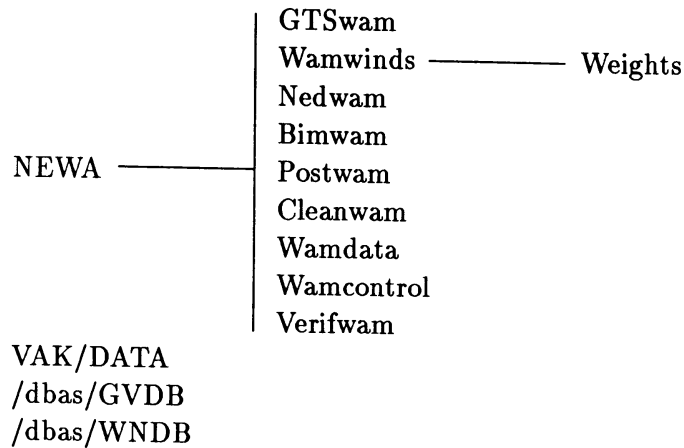 GTSwam
Wamwinds Weights
Nedwam
Bimwam
NEWA Postwam
Cleanwam
Wamdata
Wamcontrol
Verifwam
VAK/DATA
/dbas/GVDB
/dbas/WNDB